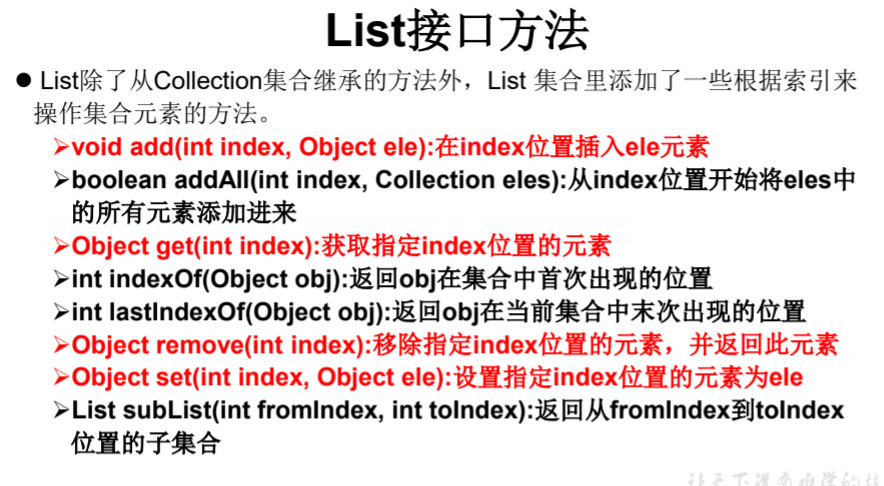 List接口方法
● List除了从Collection集合继承的方法外，List 集合里添加了一些根据索引来
操作集合元素的方法。
➢void add(int index, Object ele):在index位置插入ele元素
➢boolean addAll(int index, Collection eles):从index位置开始将eles中
的所有元素添加进来
➢Object get(int index):获取指定index位置的元素
➢int indexOf(Object obj):返回obj在集合中首次出现的位置
➢int lastIndexOf(Object obj):返回obj在当前集合中末次出现的位置
➢Object remove(int index):移除指定index位置的元素，并返回此元素
➢Object set(int index, Object ele):设置指定index位置的元素为ele
➢List subList(int fromIndex, int toIndex):返回从fromIndex到toIndex
位置的子集合